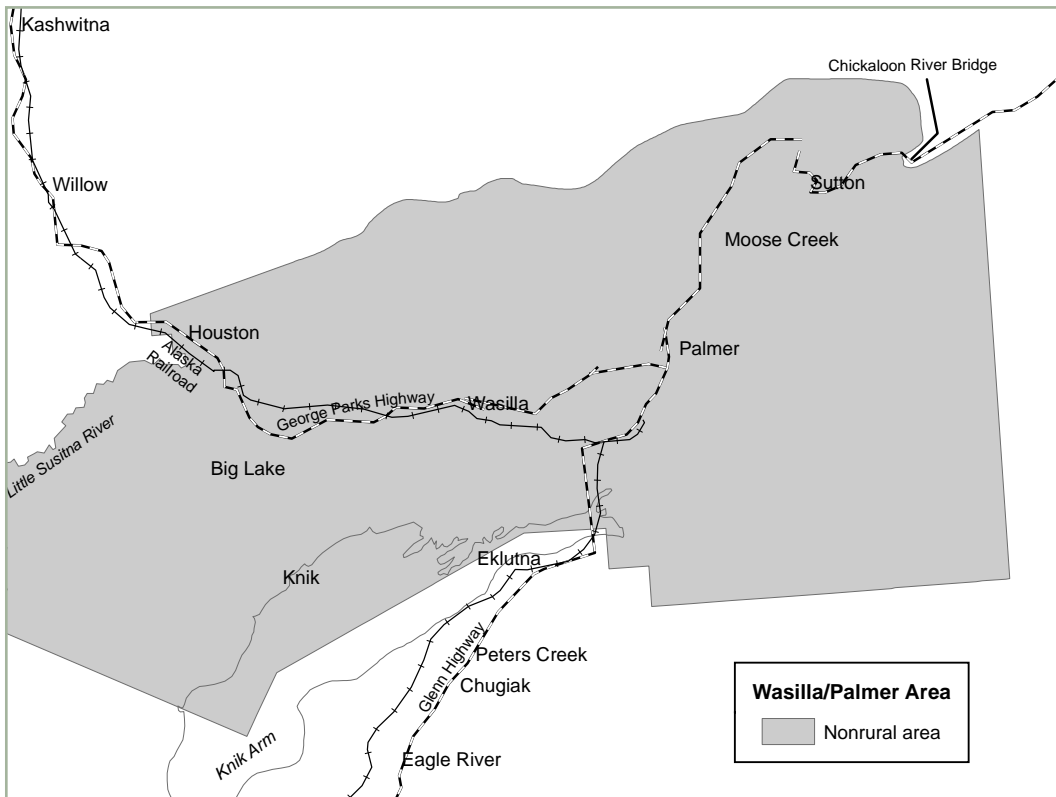 Kashwitna
Chickaloon River Bridge
Willow
Sutton
Moose Creek
Houston
Alaska
Railroad
Palmer
George Parks Highway
Wasilla
Little Susitna River
Big Lake
Eklutna
Knik
Glenn Highway
Peters Creek
Chugiak
Knik Arm
Eagle River
Wasilla/Palmer Area
Nonrural area